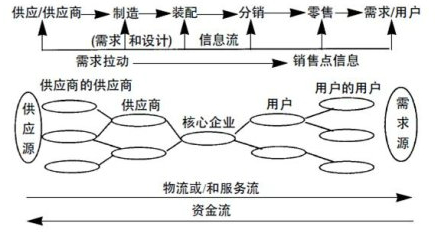 供应/供应商 制造 装配 分销 零售 需求/用户
(需求 和设计) 信息流
需求拉动 销售点信息
供应商的供应商 用户的用户
供应商 用户
核心企业
供应源 需求源
物流或/和服务流
资金流